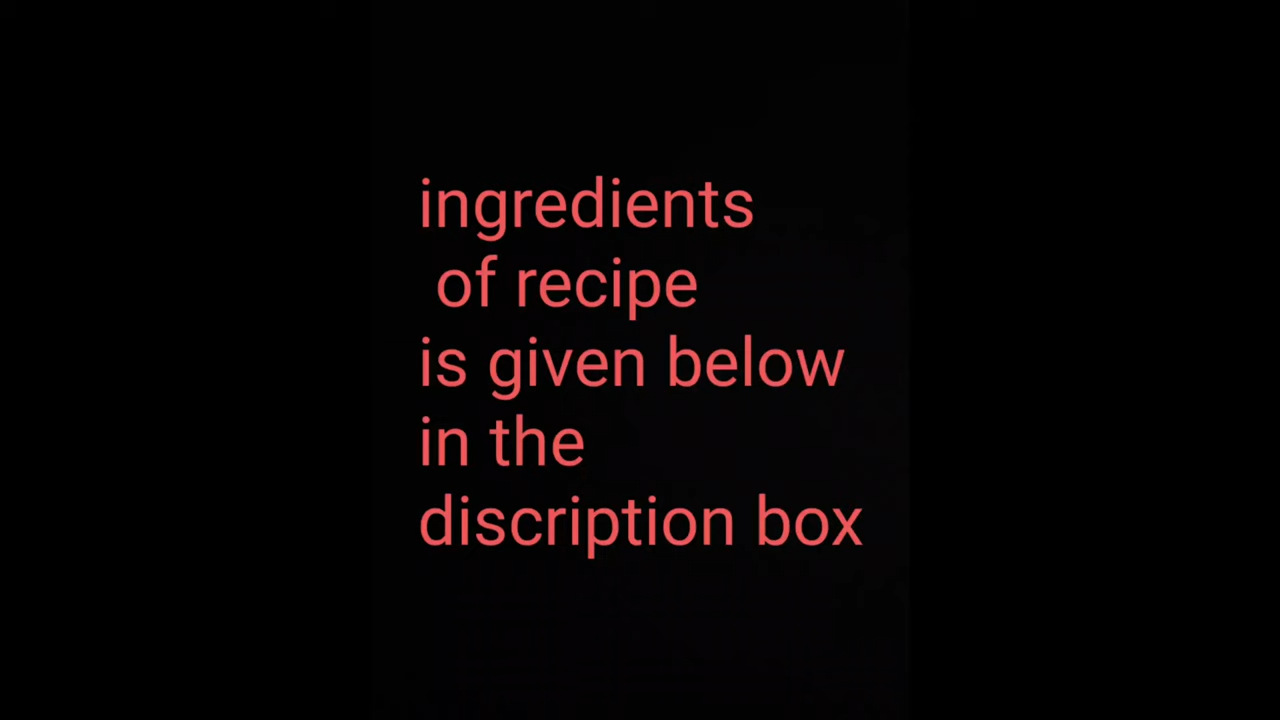 ingredients
of recipe
is given below
in the
discription box